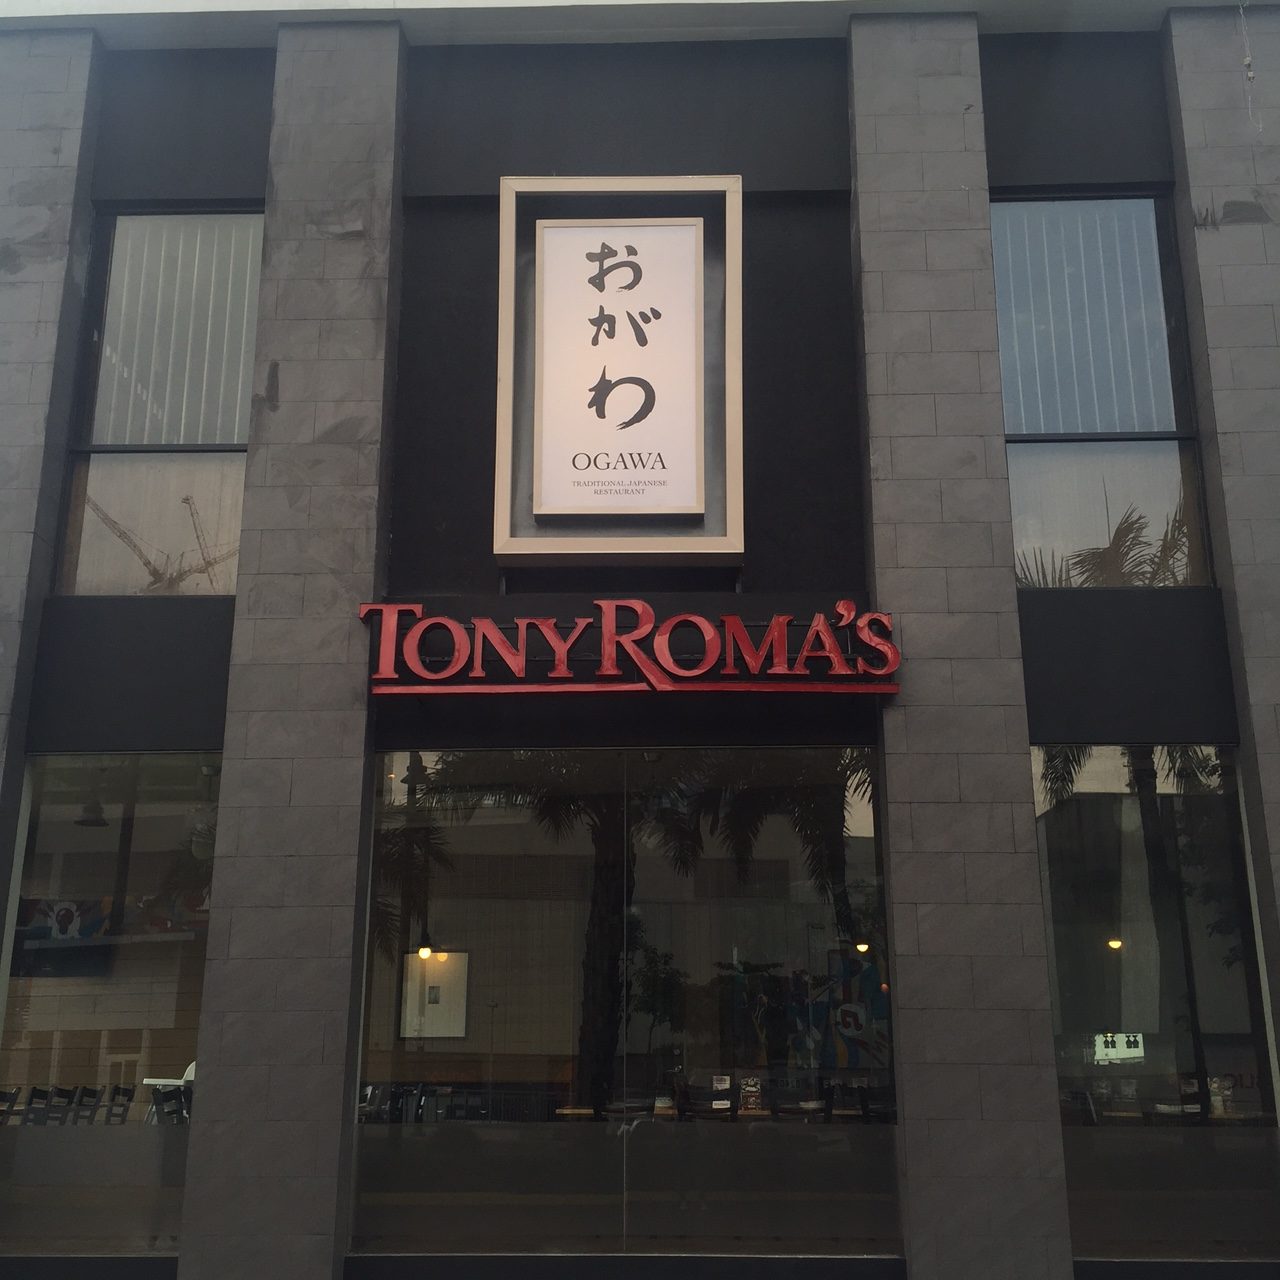 おがわ
OGAWA
TRADITIONAL JAPANESE
RESTAURANT
TONY ROMA'S